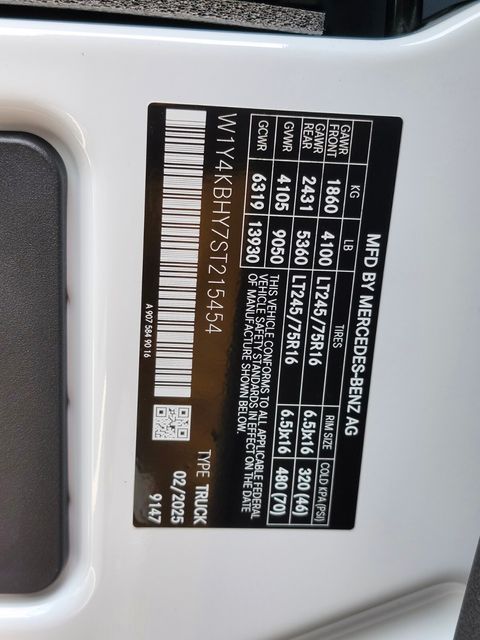 MFD BY MERCEDES-BENZ AG
KG LB TIRES RIM SIZE COLD KPA (PSI)
GAWR FRONT 1860 4100 LT245/75R16 6.5Jx16 320 (46)
GAWR REAR 2431 5360 LT245/75R16 6.5Jx16 480 (70)
GVWR 4105 9050
GCWR 6319 13930
THIS VEHICLE CONFORMS TO ALL APPLICABLE FEDERAL
VEHICLE SAFETY STANDARDS IN EFFECT ON THE DATE
OF MANUFACTURE SHOWN BELOW.
W1Y4KBHY7ST215454
TYPE TRUCK
02/2025
9147
A 907 584 90 16